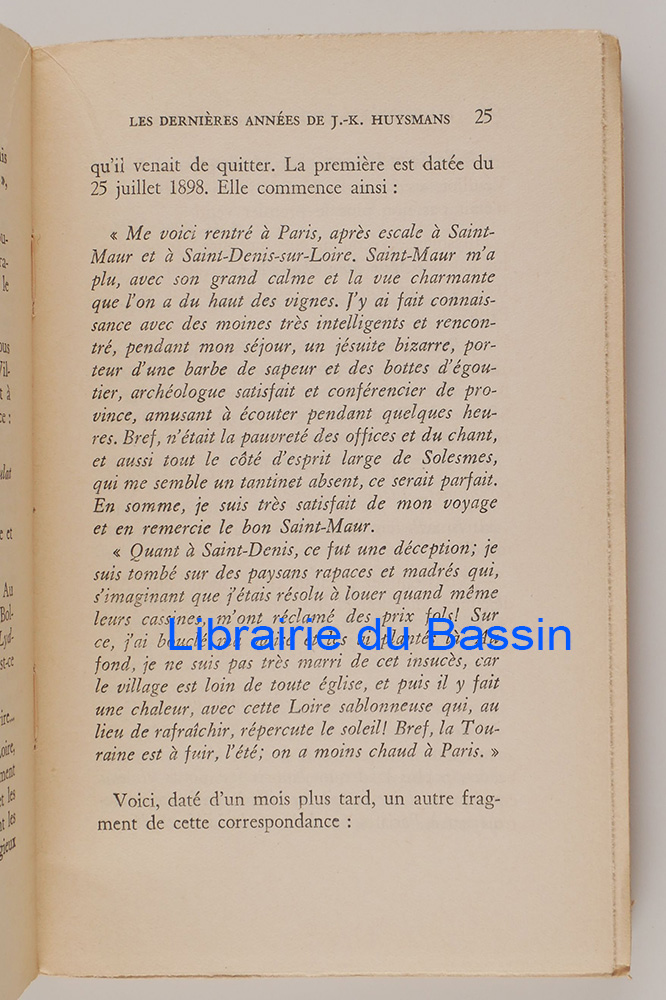 LES DERNIÈRES ANNÉES DE J.-K. HUYSMANS 25
qu'il venait de quitter. La première est datée du
25 juillet 1898. Elle commence ainsi :
« Me voici rentré à Paris, après escale à Saint-
Maur et à Saint-Denis-sur-Loire. Saint-Maur m'a
plu, avec son grand calme et la vue charmante
que l'on a du haut des vignes. J'y ai fait connais-
sance avec des moines très intelligents et rencon-
tré, pendant mon séjour, un jésuite bizarre, por-
teur d'une barbe de sapeur et des bottes d'égou-
tier, archéologue satisfait et conférencier de pro-
vince, amusant à écouter pendant quelques heu-
res. Bref, n'était la pauvreté des offices et du chant,
et aussi tout le côté d'esprit large de Solesmes,
qui me semble un tantinet absent, ce serait parfait.
En somme, je suis très satisfait de mon voyage
et en remercie le bon Saint-Maur.
« Quant à Saint-Denis, ce fut une déception; je
suis tombé sur des paysans rapaces et madrés qui,
s'imaginant que j'étais résolu à louer quand même
leurs cassines, m'ont réclamé des prix fols! Sur
ce, j'ai bouclé
Librairie du Bassin
fond, je ne suis pas très marri de cet insucès, car
le village est loin de toute église, et puis il y fait
une chaleur, avec cette Loire sablonneuse qui, au
lieu de rafraîchir, répercute le soleil! Bref, la Tou-
raine est à fuir, l'été; on a moins chaud à Paris. »
Voici, daté d'un mois plus tard, un autre frag-
ment de cette correspondance :